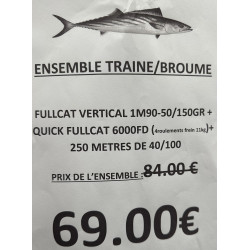 ENSEMBLE TRAINE/BROUME
FULLCAT VERTICAL 1M90-50/150GR +
QUICK FULLCAT 6000FD (4roulements frein 11kg)+
250 METRES DE 40/100
PRIX DE L'ENSEMBLE : 84.00 €
69.00€